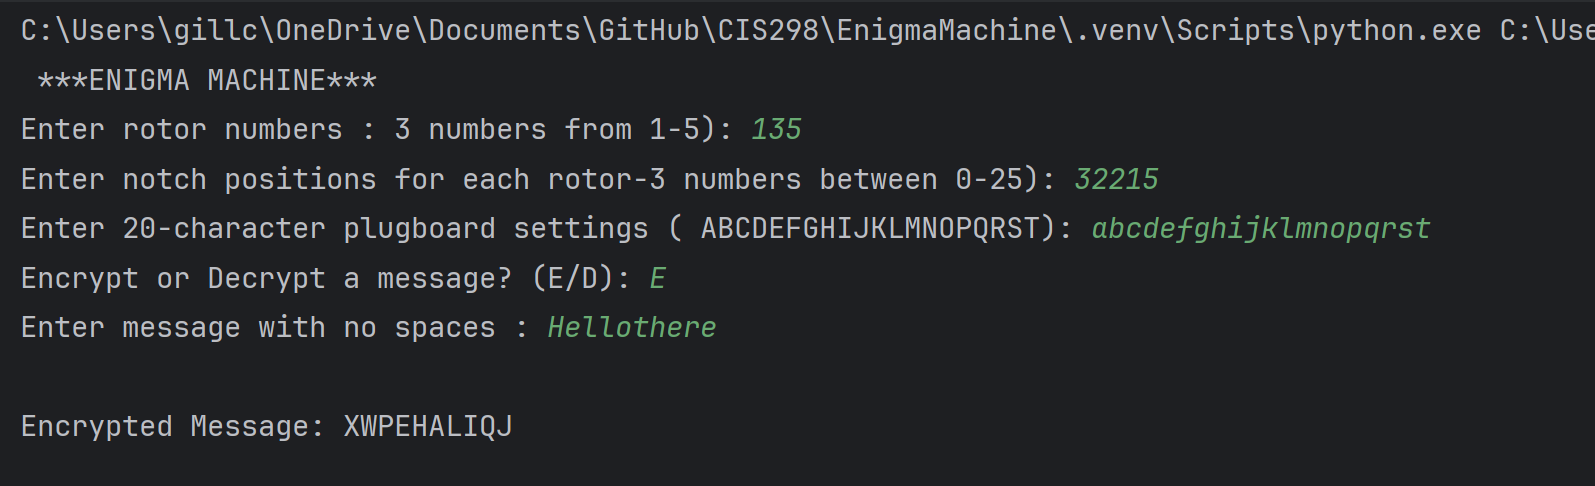 C:\Users\gillc\OneDrive\Documents\GitHub\CIS298\EnigmaMachine\.venv\Scripts\python.exe C:\Use
***ENIGMA MACHINE***
Enter rotor numbers : 3 numbers from 1-5): 135
Enter notch positions for each rotor-3 numbers between 0-25): 32215
Enter 20-character plugboard settings ( ABCDEFGHIJKLMNOPQRST): abcdefghijklmnopqrst
Encrypt or Decrypt a message? (E/D): E
Enter message with no spaces : Hellothere
Encrypted Message: XWPEHALIQJ